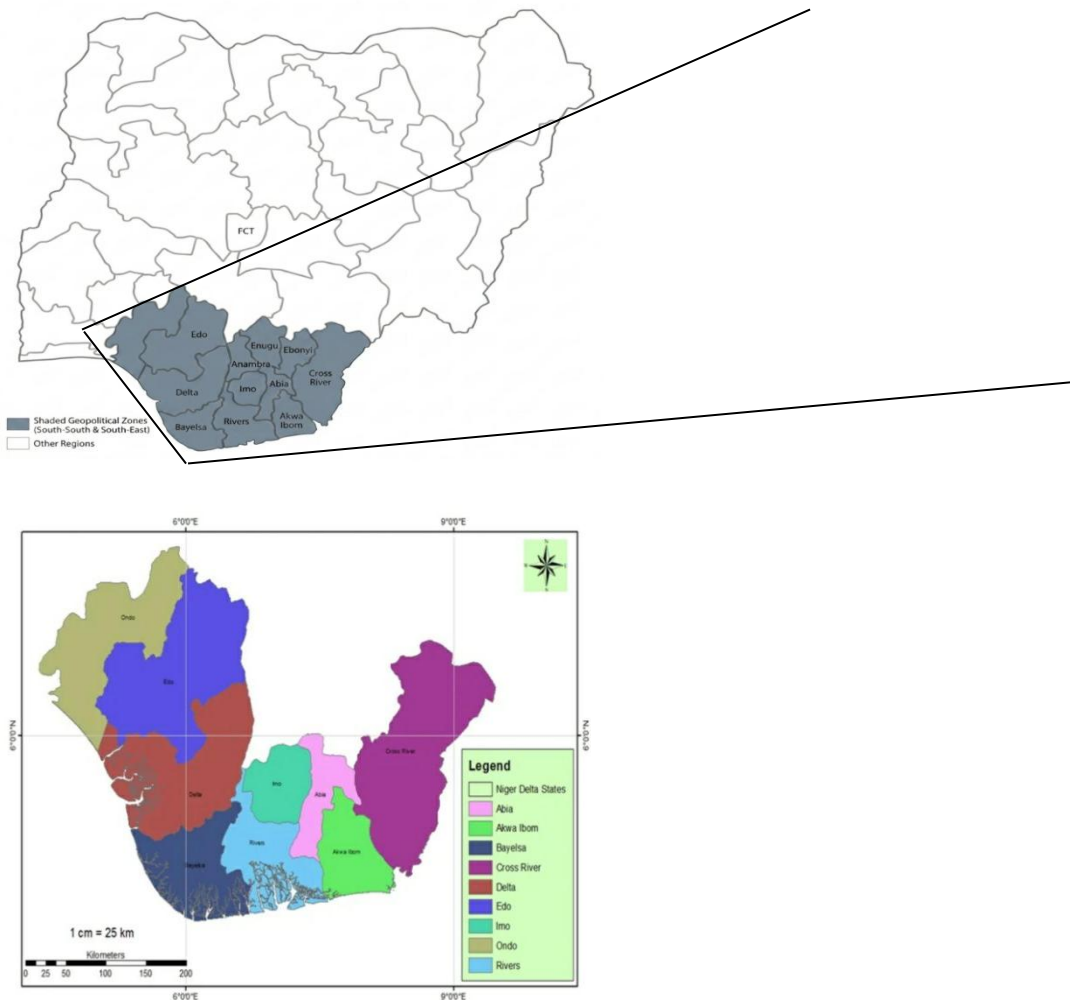 FCT
Edo
Enugu
Ebonyi
Anambra
Cross
River
Delta
Imo
Abia
Bayelsa
Rivers
Akwa
Ibom
Shaded Geopolitical Zones
(South-South & South-East)
Other Regions
6°0'0"E 9°0'0"E
N
Ondo
Edo
6°0'0"N 6°0'0"N
Cross River
Imo
Abia
Delta
Rivers
Akwa Ibom
Bayelsa
Legend
Niger Delta States
Abia
Akwa Ibom
Bayelsa
Cross River
Delta
Edo
Imo
Ondo
Rivers
1 cm = 25 km
Kilometers
0 25 50 100 150 200
6°0'0"E 9°0'0"E